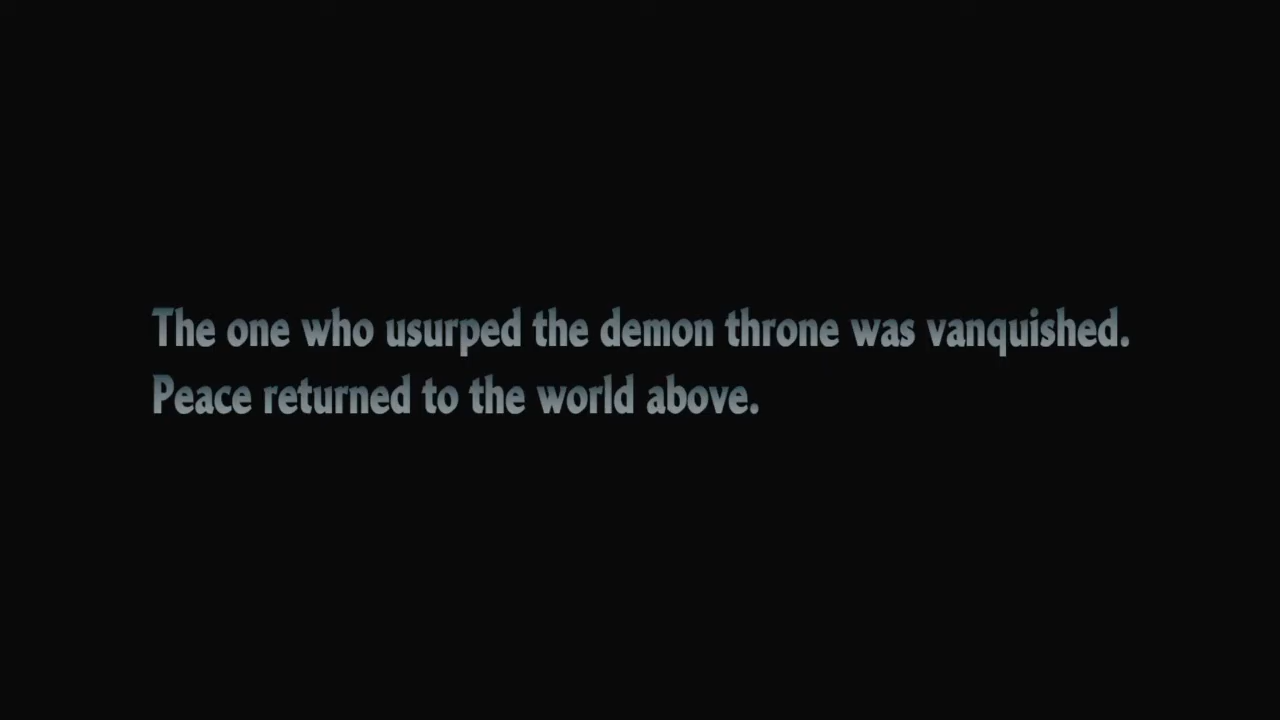 The one who usurped the demon throne was vanquished.
Peace returned to the world above.